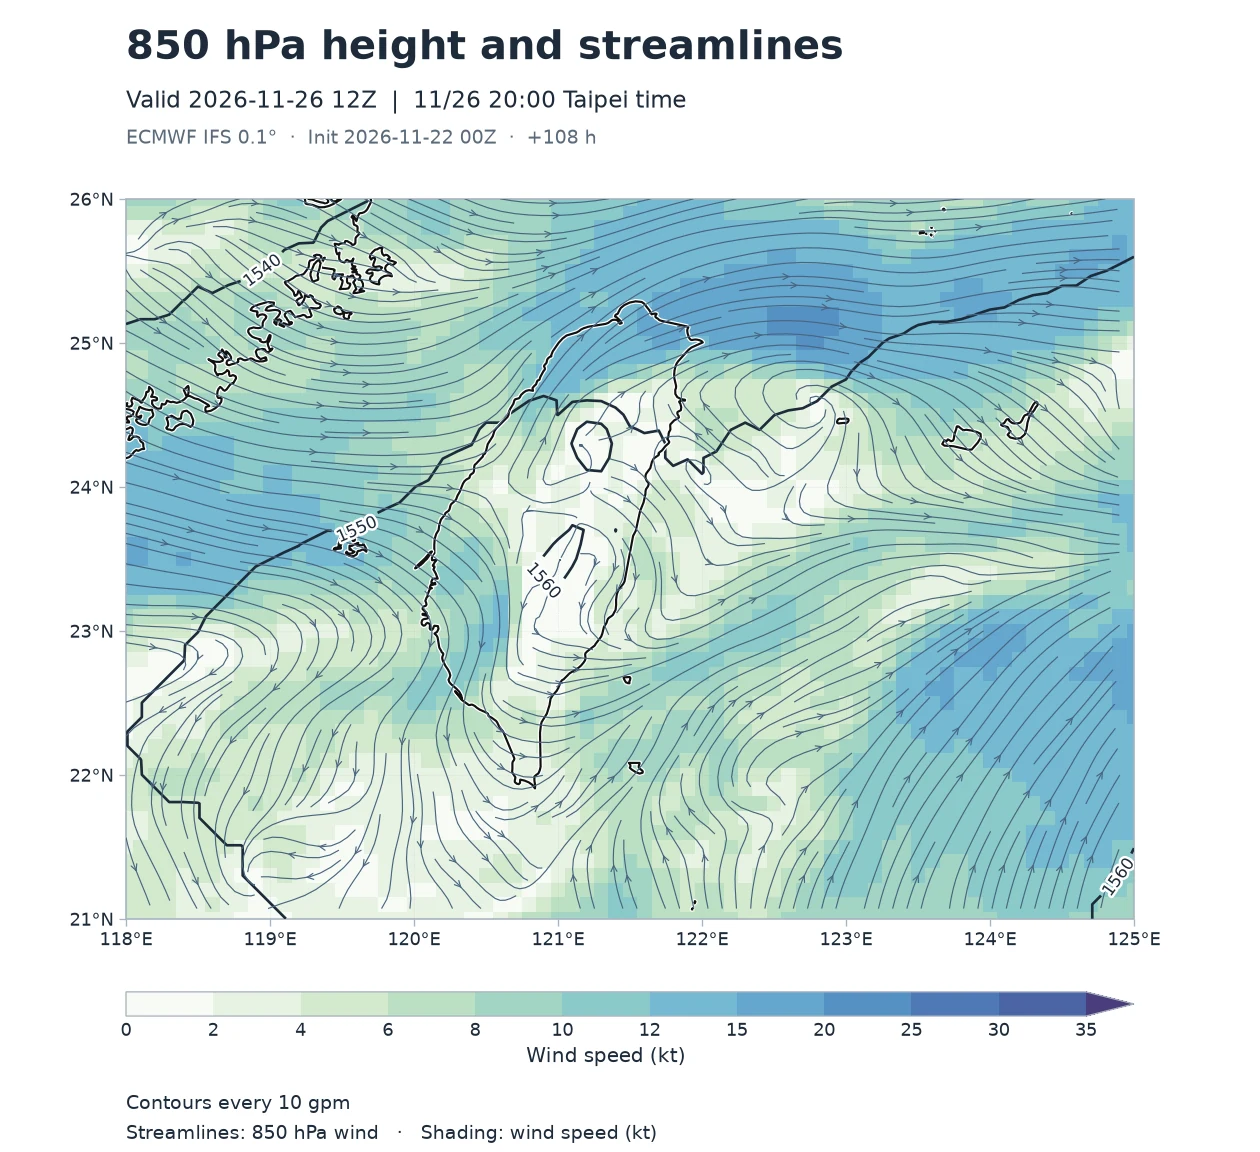 850 hPa height and streamlines
Valid 2026-11-26 12Z | 11/26 20:00 Taipei time
ECMWF IFS 0.1° · Init 2026-11-22 00Z · +108 h
26°N
1540
25°N
24°N
1550
1560
23°N
22°N
1560
21°N
118°E 119°E 120°E 121°E 122°E 123°E 124°E 125°E
0 2 4 6 8 10 12 15 20 25 30 35
Wind speed (kt)
Contours every 10 gpm
Streamlines: 850 hPa wind · Shading: wind speed (kt)